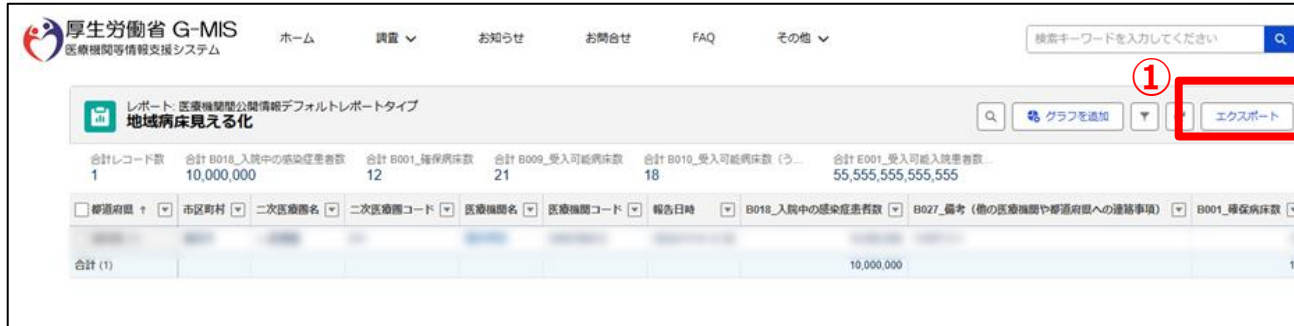 厚生労働省 G-MIS
医療機関等情報支援システム
ホーム 調査 お知らせ お問合せ FAQ その他
検索キーワードを入力してください
①
レポート: 医療機関間公開情報デフォルトレポートタイプ
地域病床見える化
グラフを追加 エクスポート
合計レコード数 合計 B018_入院中の感染症患者数 合計 B001_確保病床数 合計 B009_受入可能病床数 合計 B010_受入可能病床数（う... 合計 E001_受入可能入院患者数...
1 10,000,000 12 21 18 55,555,555,555,555
都道府県 ↑ 市区町村 二次医療圏名 二次医療圏コード 医療機関名 医療機関コード 報告日時 B018_入院中の感染症患者数 B027_備考（他の医療機関や都道府県への連絡事項） B001_確保病床数
合計 (1) 10,000,000 1